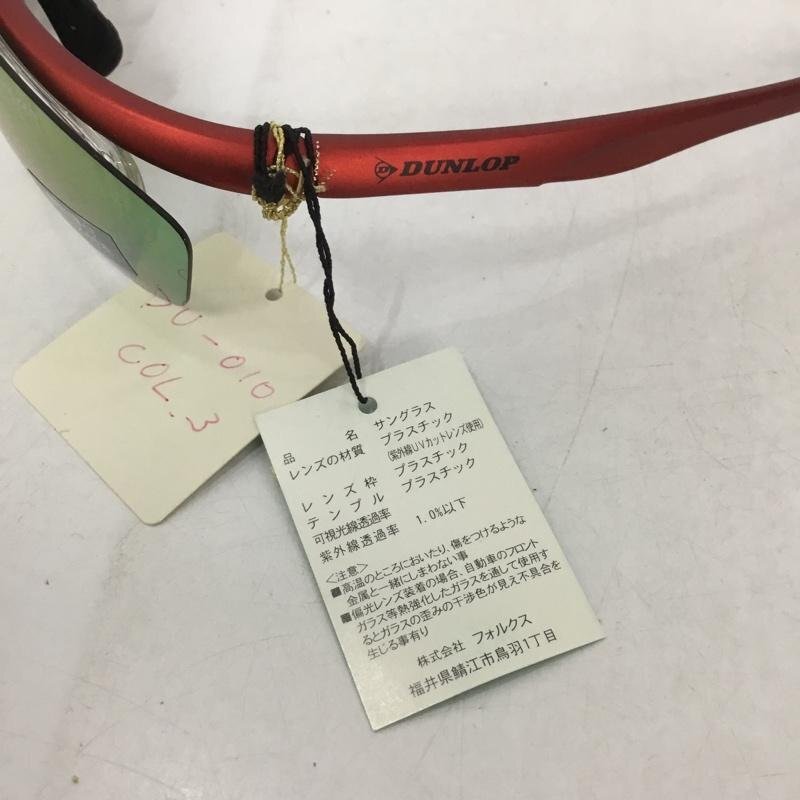 DUNLOP
DU-010
COL.3
品名 サングラス
レンズの材質 プラスチック
(紫外線UVカットレンズ使用)
レンズ枠 プラスチック
テンプル プラスチック
可視光線透過率
紫外線透過率 1.0%以下
<注意>
■高温のところにおいたり、傷をつけるような
金属と一緒にしまわない事
■偏光レンズ装着の場合、自動車のフロント
ガラス等熱強化したガラスを通して使用す
るとガラスの歪みの干渉色が見え不具合を
生じる事有り
株式会社 フォルクス
福井県鯖江市鳥羽1丁目